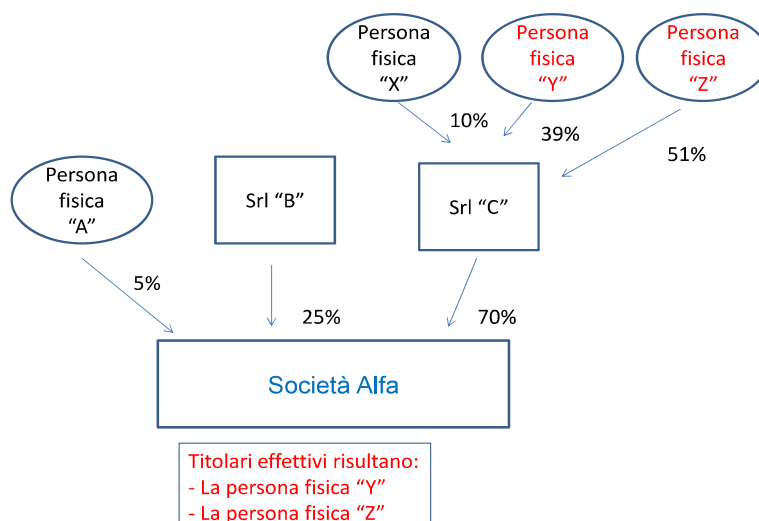 Persona
fisica
“X”
Persona
fisica
“Y”
Persona
fisica
“Z”
10%
39%
51%
Persona
fisica
“A”
Srl “B”
Srl “C”
5%
25%
70%
Società Alfa
Titolari effettivi risultano:
- La persona fisica “Y”
- La persona fisica “Z”